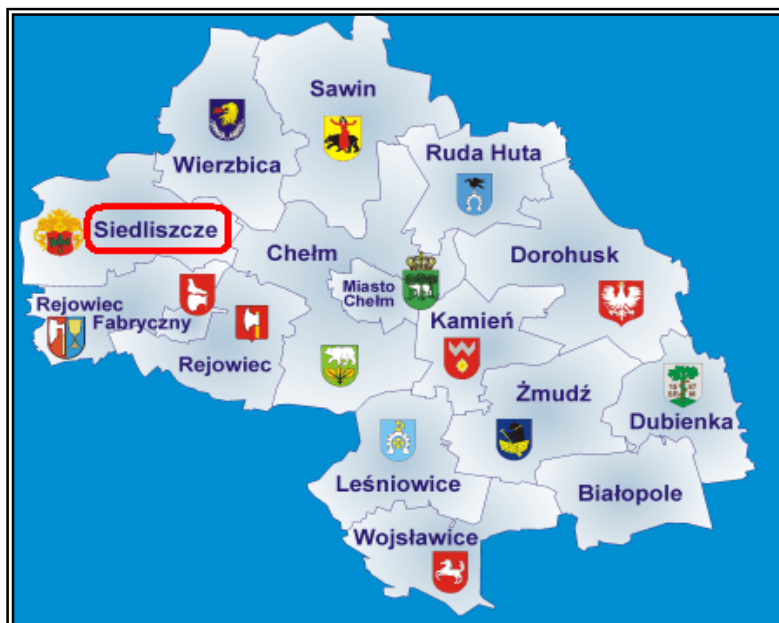 Sawin
Wierzbica
Ruda Huta
Siedliszcze
Chełm
Dorohusk
Miasto
Chełm
Rejowiec
Fabryczny
Kamień
Rejowiec
Żmudź
Dubienka
Leśniowice
Białopole
Wojsławice